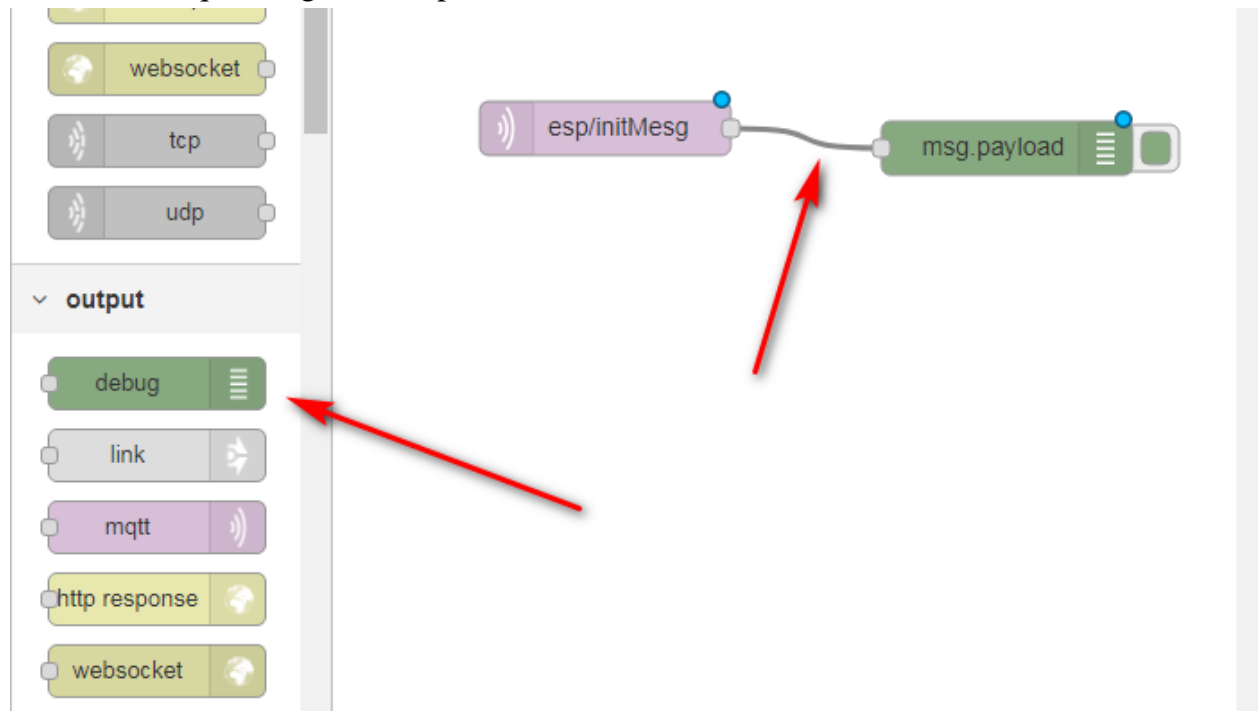 websocket
tcp
udp
output
debug
link
mqtt
http response
websocket
esp/initMesg
msg.payload